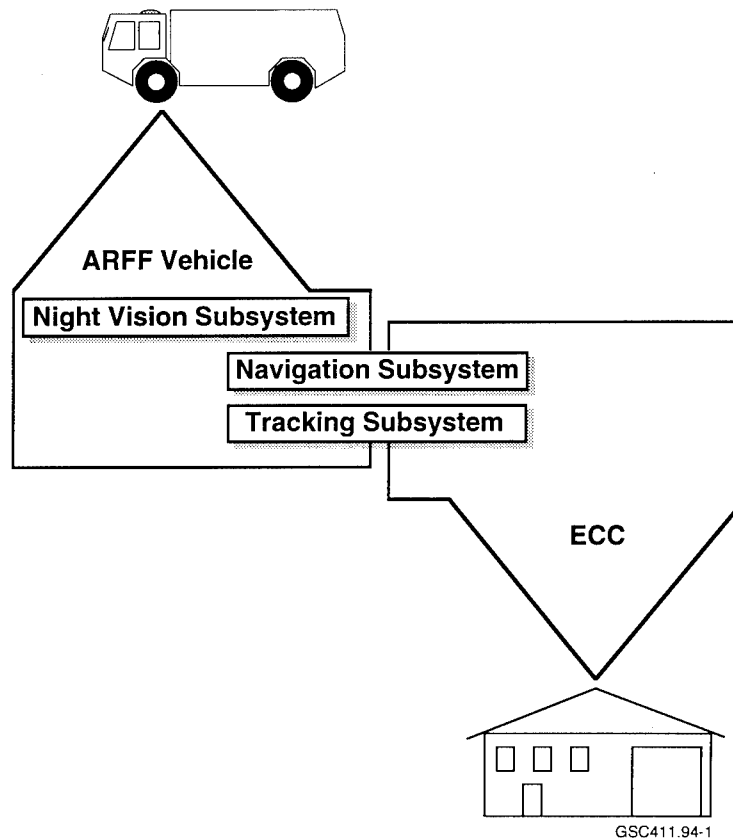 ARFF Vehicle
Night Vision Subsystem
Navigation Subsystem
Tracking Subsystem
ECC
GSC411.94-1